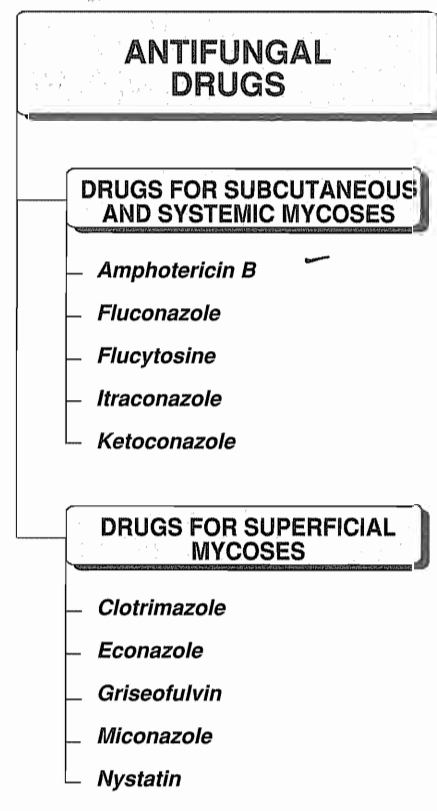 ANTIFUNGAL
DRUGS
DRUGS FOR SUBCUTANEOUS
AND SYSTEMIC MYCOSES
Amphotericin B
Fluconazole
Flucytosine
Itraconazole
Ketoconazole
DRUGS FOR SUPERFICIAL
MYCOSES
Clotrimazole
Econazole
Griseofulvin
Miconazole
Nystatin